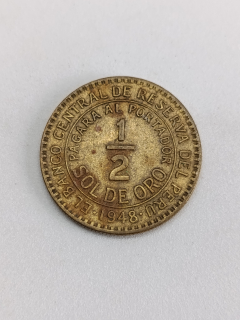 EL BANCO CENTRAL DE RESERVA DEL PERU
PAGARA AL PORTADOR
1/2
SOL DE ORO
1948